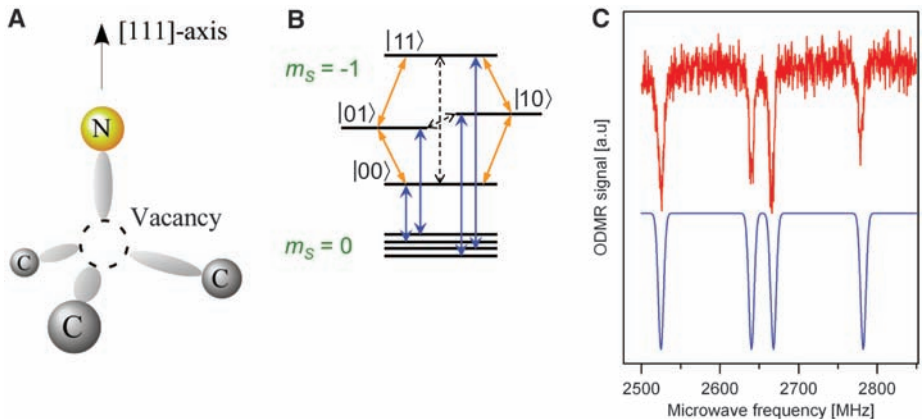 A
[111]-axis
N
Vacancy
C
C
C
B
|11⟩
m_S = -1
|01⟩
|10⟩
|00⟩
m_S = 0
C
ODMR signal [a.u]
2500 2600 2700 2800
Microwave frequency [MHz]